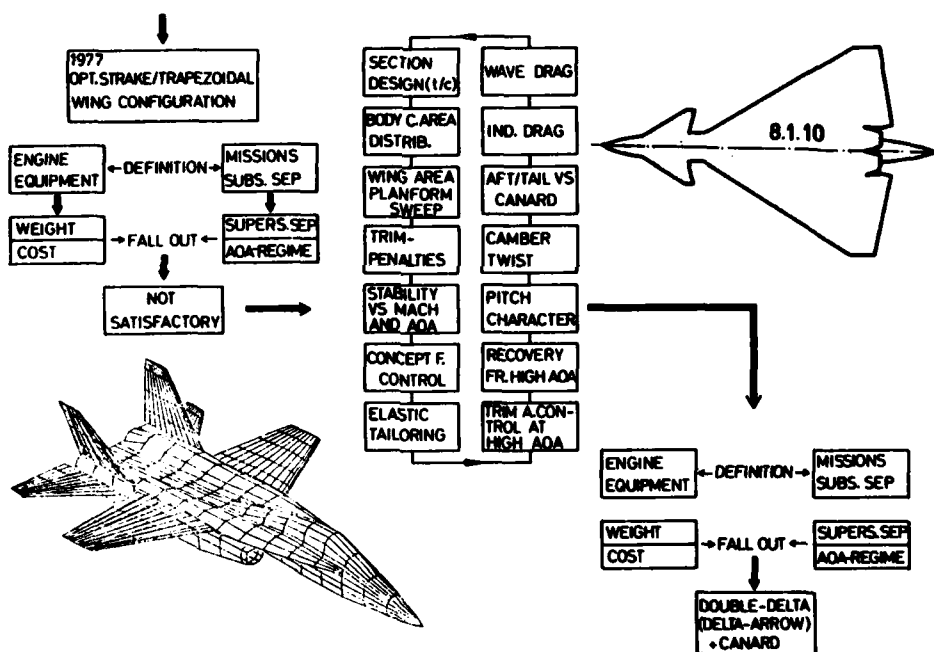 1977
OPT. STRAKE/TRAPEZOIDAL
WING CONFIGURATION
ENGINE
EQUIPMENT
DEFINITION
MISSIONS
SUBS. SEP
WEIGHT
COST
FALL OUT
SUPERS. SEP
AOA-REGIME
NOT
SATISFACTORY
SECTION
DESIGN (t/c)
BODY C. AREA
DISTRIB.
WING AREA
PLANFORM
SWEEP
TRIM-
PENALTIES
STABILITY
VS MACH
AND AOA
CONCEPT F.
CONTROL
ELASTIC
TAILORING
WAVE DRAG
IND. DRAG
AFT/TAIL VS
CANARD
CAMBER
TWIST
PITCH
CHARACTER
RECOVERY
FR. HIGH AOA
TRIM A. CON-
TROL AT
HIGH AOA
8.1.10
ENGINE
EQUIPMENT
DEFINITION
MISSIONS
SUBS. SEP
WEIGHT
COST
FALL OUT
SUPERS. SEP
AOA-REGIME
DOUBLE-DELTA
(DELTA-ARROW)
+ CANARD